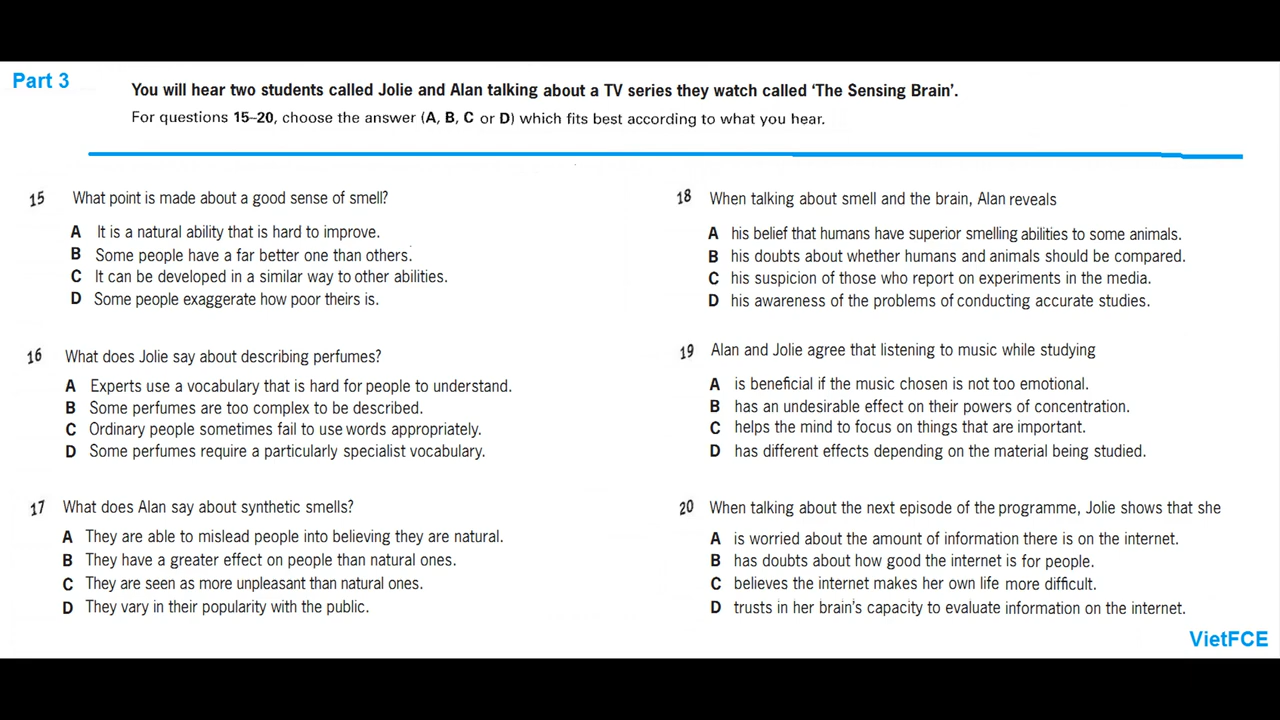 Part 3
You will hear two students called Jolie and Alan talking about a TV series they watch called ‘The Sensing Brain’.
For questions 15–20, choose the answer (A, B, C or D) which fits best according to what you hear.
15 What point is made about a good sense of smell?
A It is a natural ability that is hard to improve.
B Some people have a far better one than others.
C It can be developed in a similar way to other abilities.
D Some people exaggerate how poor theirs is.
16 What does Jolie say about describing perfumes?
A Experts use a vocabulary that is hard for people to understand.
B Some perfumes are too complex to be described.
C Ordinary people sometimes fail to use words appropriately.
D Some perfumes require a particularly specialist vocabulary.
17 What does Alan say about synthetic smells?
A They are able to mislead people into believing they are natural.
B They have a greater effect on people than natural ones.
C They are seen as more unpleasant than natural ones.
D They vary in their popularity with the public.
18 When talking about smell and the brain, Alan reveals
A his belief that humans have superior smelling abilities to some animals.
B his doubts about whether humans and animals should be compared.
C his suspicion of those who report on experiments in the media.
D his awareness of the problems of conducting accurate studies.
19 Alan and Jolie agree that listening to music while studying
A is beneficial if the music chosen is not too emotional.
B has an undesirable effect on their powers of concentration.
C helps the mind to focus on things that are important.
D has different effects depending on the material being studied.
20 When talking about the next episode of the programme, Jolie shows that she
A is worried about the amount of information there is on the internet.
B has doubts about how good the internet is for people.
C believes the internet makes her own life more difficult.
D trusts in her brain’s capacity to evaluate information on the internet.
VietFCE